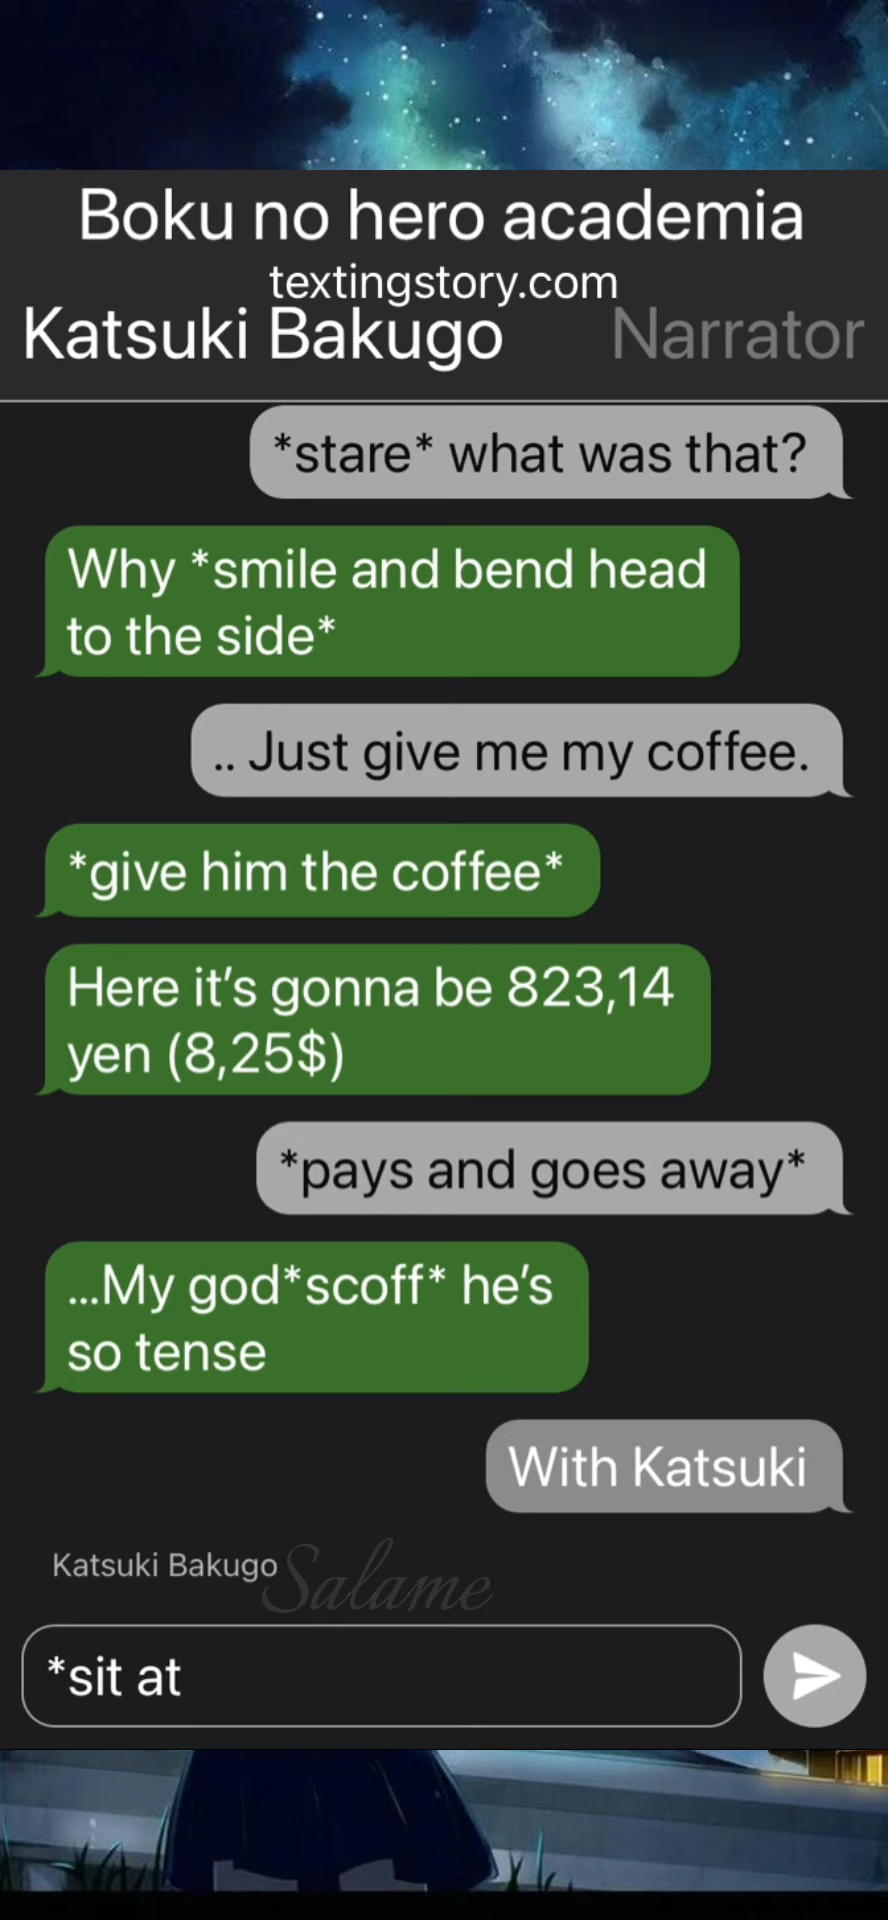 Boku no hero academia
textingstory.com
Katsuki Bakugo Narrator
*stare* what was that?
Why *smile and bend head
to the side*
.. Just give me my coffee.
*give him the coffee*
Here it’s gonna be 823,14
yen (8,25$)
*pays and goes away*
...My god*scoff* he’s
so tense
With Katsuki
Katsuki Bakugo
Salame
*sit at